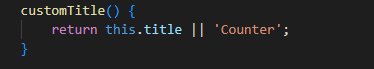 customTitle() {
    return this.title || 'Counter';
}